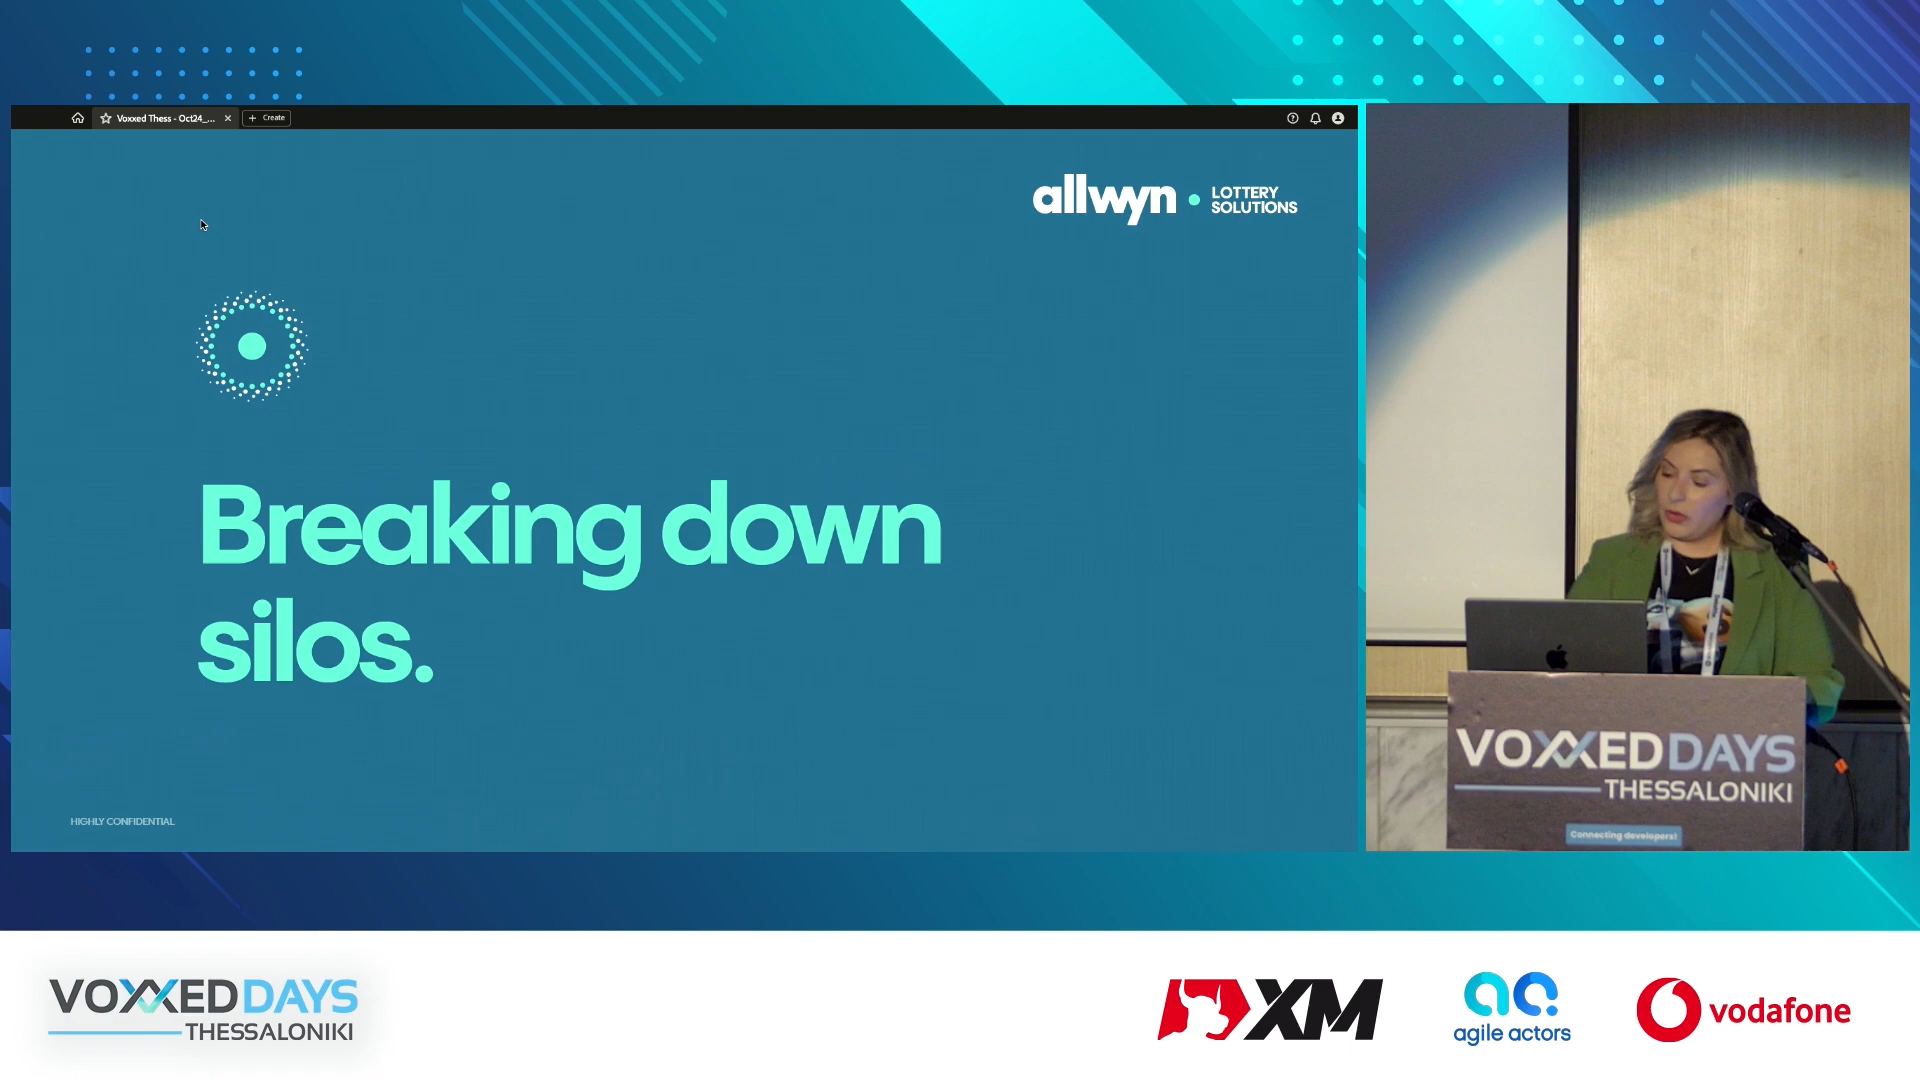 Voxxed Thess - Oct24_...
Create
allwyn
LOTTERY
SOLUTIONS
Breaking down
silos.
HIGHLY CONFIDENTIAL
VOXXED DAYS
THESSALONIKI
Connecting developers!
VOXXED DAYS
THESSALONIKI
XM
agile actors
vodafone